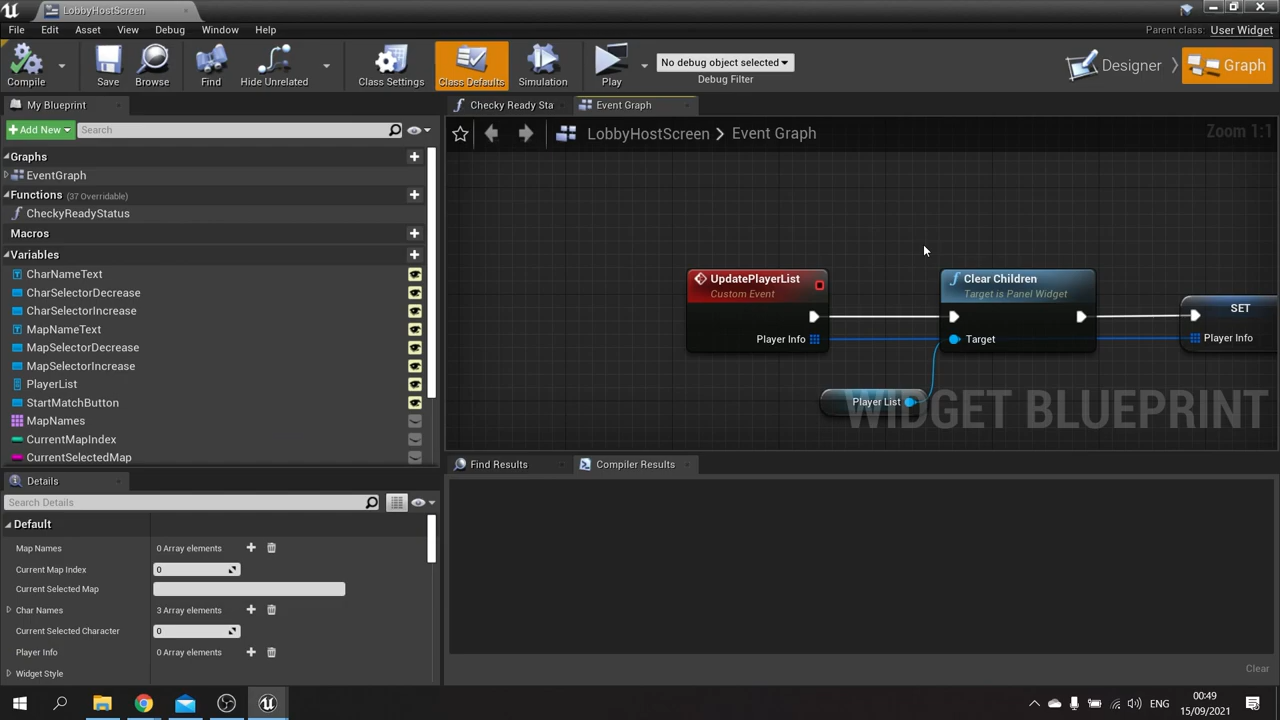 LobbyHostScreen
File Edit Asset View Debug Window Help
Parent class: User Widget
Compile Save Browse Find Hide Unrelated Class Settings Class Defaults Simulation Play
No debug object selected
Debug Filter
Designer Graph
My Blueprint
Checky Ready Sta
Event Graph
Add New
Search
LobbyHostScreen > Event Graph
Zoom 1:1
Graphs
EventGraph
Functions (37 Overridable)
CheckyReadyStatus
Macros
Variables
CharNameText
CharSelectorDecrease
CharSelectorIncrease
MapNameText
MapSelectorDecrease
MapSelectorIncrease
PlayerList
StartMatchButton
MapNames
CurrentMapIndex
CurrentSelectedMap
UpdatePlayerList
Custom Event
Player Info
Clear Children
Target is Panel Widget
Target
SET
Player Info
Player List
WIDGET BLUEPRINT
Details
Search Details
Default
Map Names 0 Array elements
Current Map Index 0
Current Selected Map
Char Names 3 Array elements
Current Selected Character 0
Player Info 0 Array elements
Widget Style
Find Results
Compiler Results
Clear
ENG
00:49
15/09/2021